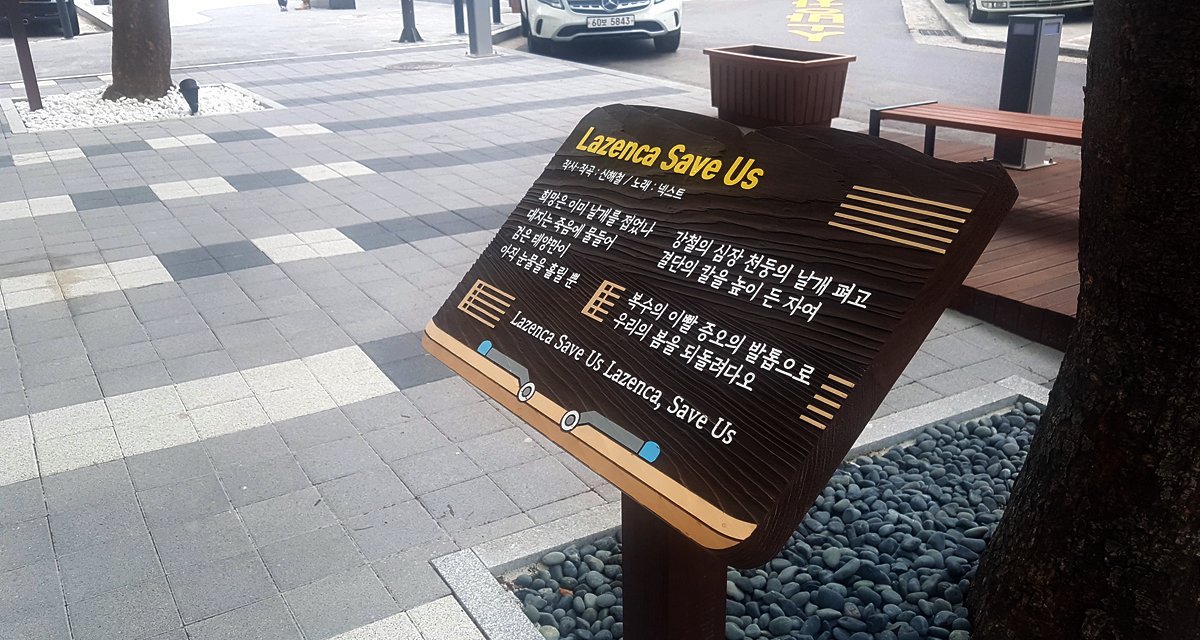 60보 5843
Lazenca Save Us
작사·작곡 : 신해철 / 노래 : 넥스트
희망은 이미 날개를 접었나
대지는 죽음에 물들어
검은 태양만이
아직 눈물을 흘릴 뿐
강철의 심장 천둥의 날개 펴고
결단의 칼을 높이 든 자여
복수의 이빨 증오의 발톱으로
우리의 봄을 되돌려다오
Lazenca Save Us Lazenca, Save Us